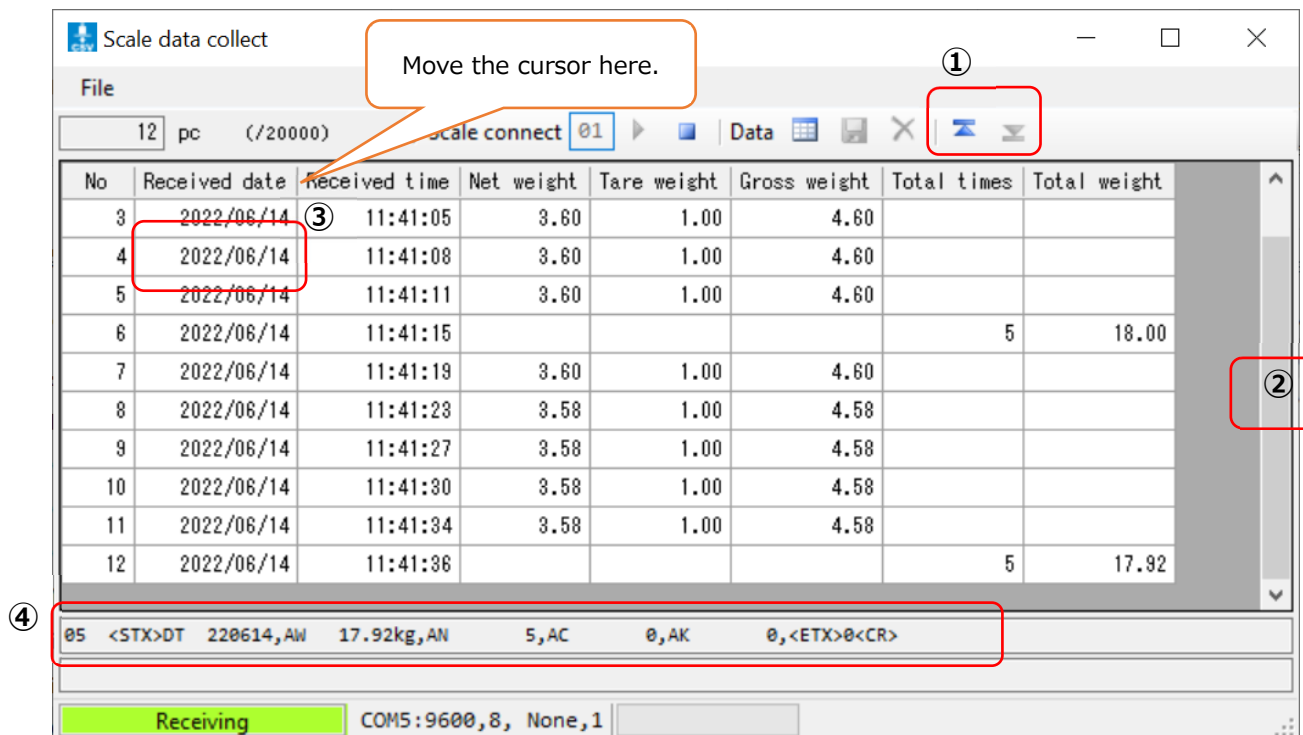 Scale data collect
Move the cursor here.
①
File
12 pc (/20000) Scale connect 01 Data
No Received date Received time Net weight Tare weight Gross weight Total times Total weight
3 2022/06/14 11:41:05 3.60 1.00 4.60
③
4 2022/06/14 11:41:08 3.60 1.00 4.60
5 2022/06/14 11:41:11 3.60 1.00 4.60
6 2022/06/14 11:41:15 5 18.00
7 2022/06/14 11:41:19 3.60 1.00 4.60
②
8 2022/06/14 11:41:23 3.58 1.00 4.58
9 2022/06/14 11:41:27 3.58 1.00 4.58
10 2022/06/14 11:41:30 3.58 1.00 4.58
11 2022/06/14 11:41:34 3.58 1.00 4.58
12 2022/06/14 11:41:36 5 17.92
④
05 <STX>DT 220614,AW 17.92kg,AN 5,AC 0,AK 0,<ETX>0<CR>
Receiving COM5:9600,8, None,1